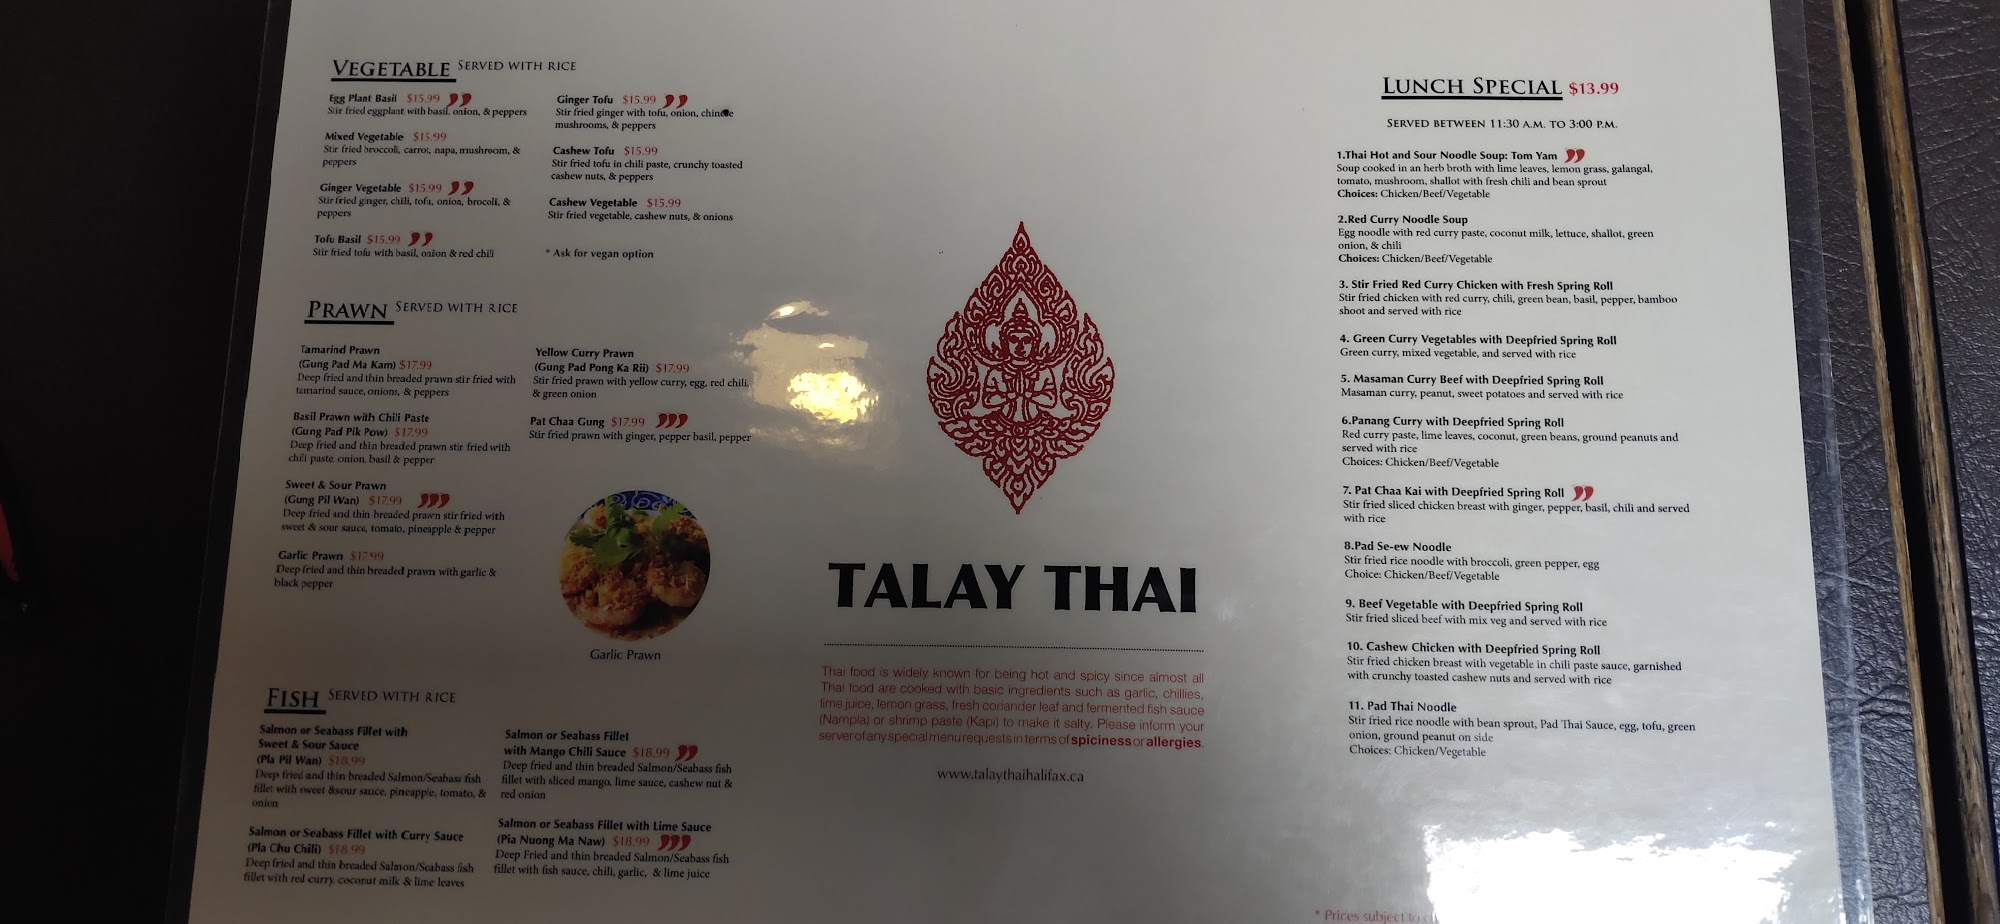 VEGETABLE SERVED WITH RICE
Egg Plant Basil $15.99
Stir fried eggplant with basil, onion, & peppers
Mixed Vegetable $15.99
Stir fried broccoli, carrot, napa, mushroom, &
peppers
Ginger Vegetable $15.99
Stir fried ginger, chili, tofu, onion, brocoli, &
peppers
Tofu Basil $15.99
Stir fried tofu with basil, onion & red chili
Ginger Tofu $15.99
Stir fried ginger with tofu, onion, chinese
mushrooms, & peppers
Cashew Tofu $15.99
Stir fried tofu in chili paste, crunchy toasted
cashew nuts, & peppers
Cashew Vegetable $15.99
Stir fried vegetable, cashew nuts, & onions
* Ask for vegan option
PRAWN SERVED WITH RICE
Tamarind Prawn
(Gung Pad Ma Kam) $17.99
Deep fried and thin breaded prawn stir fried with
tamarind sauce, onions, & peppers
Basil Prawn with Chili Paste
(Gung Pad Pik Pow) $17.99
Deep fried and thin breaded prawn stir fried with
chili paste, onion, basil & pepper
Sweet & Sour Prawn
(Gung Pil Wan) $17.99
Deep fried and thin breaded prawn stir fried with
sweet & sour sauce, tomato, pineapple & pepper
Garlic Prawn $17.99
Deep fried and thin breaded prawn with garlic &
black pepper
Yellow Curry Prawn
(Gung Pad Pong Ka Rii) $17.99
Stir fried prawn with yellow curry, egg, red chili,
& green onion
Pat Chaa Gung $17.99
Stir fried prawn with ginger, pepper basil, pepper
Garlic Prawn
FISH SERVED WITH RICE
Salmon or Seabass Fillet with
Sweet & Sour Sauce
(Pla Pil Wan) $18.99
Deep fried and thin breaded Salmon/Seabass fish
fillet with sweet &sour sauce, pineapple, tomato, &
onion
Salmon or Seabass Fillet with Curry Sauce
(Pla Chu Chili) $18.99
Deep fried and thin breaded Salmon/Seabass fish
fillet with red curry, coconut milk & lime leaves
Salmon or Seabass Fillet
with Mango Chili Sauce $18.99
Deep fried and thin breaded Salmon/Seabass fish
fillet with sliced mango, lime sauce, cashew nut &
red onion
Salmon or Seabass Fillet with Lime Sauce
(Pia Nuong Ma Naw) $18.99
Deep Fried and thin breaded Salmon/Seabass fish
fillet with fish sauce, chili, garlic, & lime juice
TALAY THAI
Thai food is widely known for being hot and spicy since almost all
Thai food are cooked with basic ingredients such as garlic, chillies,
lime juice, lemon grass, fresh coriander leaf and fermented fish sauce
(Nampla) or shrimp paste (Kapi) to make it salty. Please inform your
server of any special menu requests in terms of spiciness or allergies.
www.talaythaihalifax.ca
LUNCH SPECIAL $13.99
SERVED BETWEEN 11:30 A.M. TO 3:00 P.M.
1.Thai Hot and Sour Noodle Soup: Tom Yam
Soup cooked in an herb broth with lime leaves, lemon grass, galangal,
tomato, mushroom, shallot with fresh chili and bean sprout
Choices: Chicken/Beef/Vegetable
2.Red Curry Noodle Soup
Egg noodle with red curry paste, coconut milk, lettuce, shallot, green
onion, & chili
Choices: Chicken/Beef/Vegetable
3. Stir Fried Red Curry Chicken with Fresh Spring Roll
Stir fried chicken with red curry, chili, green bean, basil, pepper, bamboo
shoot and served with rice
4. Green Curry Vegetables with Deepfried Spring Roll
Green curry, mixed vegetable, and served with rice
5. Masaman Curry Beef with Deepfried Spring Roll
Masaman curry, peanut, sweet potatoes and served with rice
6.Panang Curry with Deepfried Spring Roll
Red curry paste, lime leaves, coconut, green beans, ground peanuts and
served with rice
Choices: Chicken/Beef/Vegetable
7. Pat Chaa Kai with Deepfried Spring Roll
Stir fried sliced chicken breast with ginger, pepper, basil, chili and served
with rice
8.Pad Se-ew Noodle
Stir fried rice noodle with broccoli, green pepper, egg
Choice: Chicken/Beef/Vegetable
9. Beef Vegetable with Deepfried Spring Roll
Stir fried sliced beef with mix veg and served with rice
10. Cashew Chicken with Deepfried Spring Roll
Stir fried chicken breast with vegetable in chili paste sauce, garnished
with crunchy toasted cashew nuts and served with rice
11. Pad Thai Noodle
Stir fried rice noodle with bean sprout, Pad Thai Sauce, egg, tofu, green
onion, ground peanut on side
Choices: Chicken/Vegetable
* Prices subject to